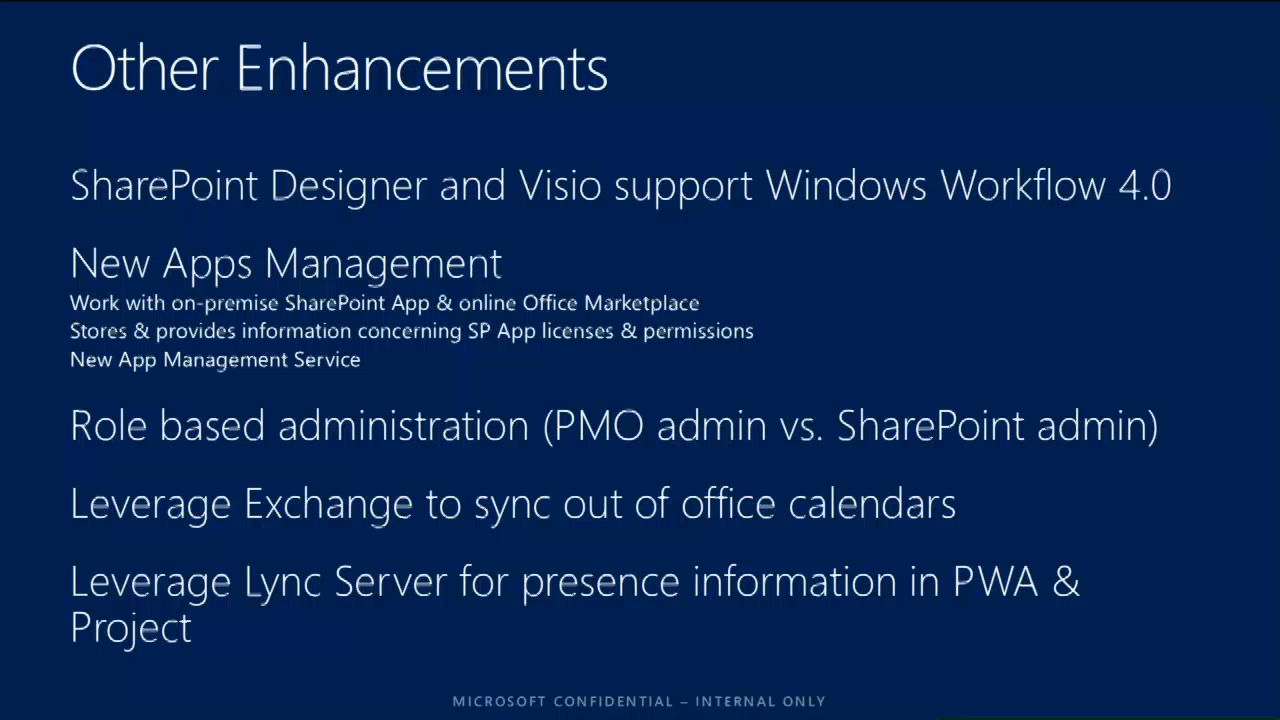 Other Enhancements
SharePoint Designer and Visio support Windows Workflow 4.0
New Apps Management
Work with on-premise SharePoint App & online Office Marketplace
Stores & provides information concerning SP App licenses & permissions
New App Management Service
Role based administration (PMO admin vs. SharePoint admin)
Leverage Exchange to sync out of office calendars
Leverage Lync Server for presence information in PWA &
Project
MICROSOFT CONFIDENTIAL – INTERNAL ONLY